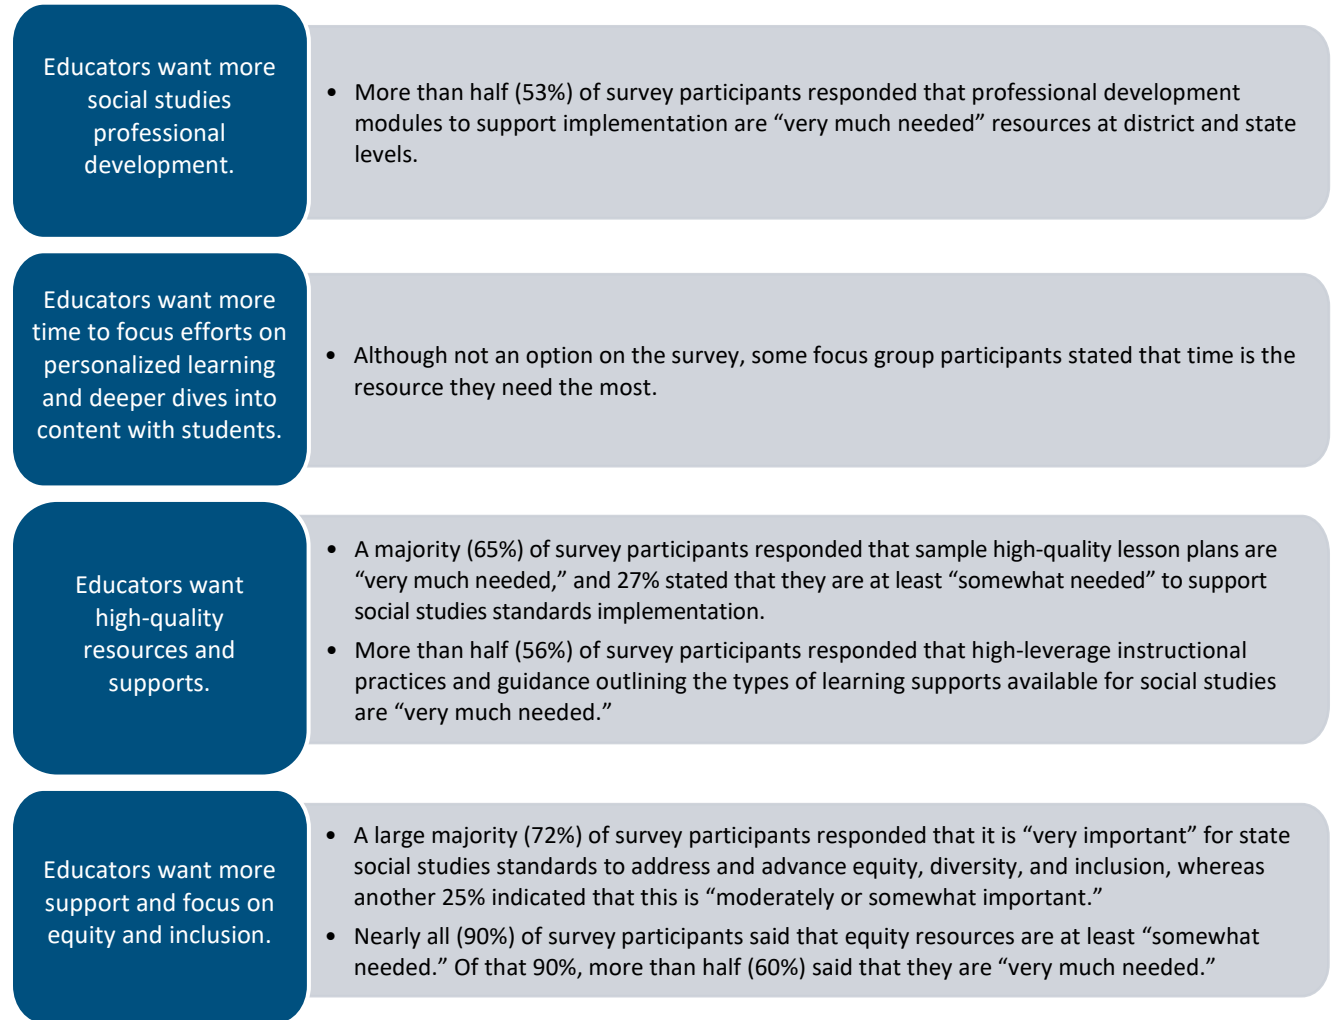 Educators want more
social studies
professional
development.
• More than half (53%) of survey participants responded that professional development
modules to support implementation are “very much needed” resources at district and state
levels.
Educators want more
time to focus efforts on
personalized learning
and deeper dives into
content with students.
• Although not an option on the survey, some focus group participants stated that time is the
resource they need the most.
Educators want
high-quality
resources and
supports.
• A majority (65%) of survey participants responded that sample high-quality lesson plans are
“very much needed,” and 27% stated that they are at least “somewhat needed” to support
social studies standards implementation.
• More than half (56%) of survey participants responded that high-leverage instructional
practices and guidance outlining the types of learning supports available for social studies
are “very much needed.”
Educators want more
support and focus on
equity and inclusion.
• A large majority (72%) of survey participants responded that it is “very important” for state
social studies standards to address and advance equity, diversity, and inclusion, whereas
another 25% indicated that this is “moderately or somewhat important.”
• Nearly all (90%) of survey participants said that equity resources are at least “somewhat
needed.” Of that 90%, more than half (60%) said that they are “very much needed.”